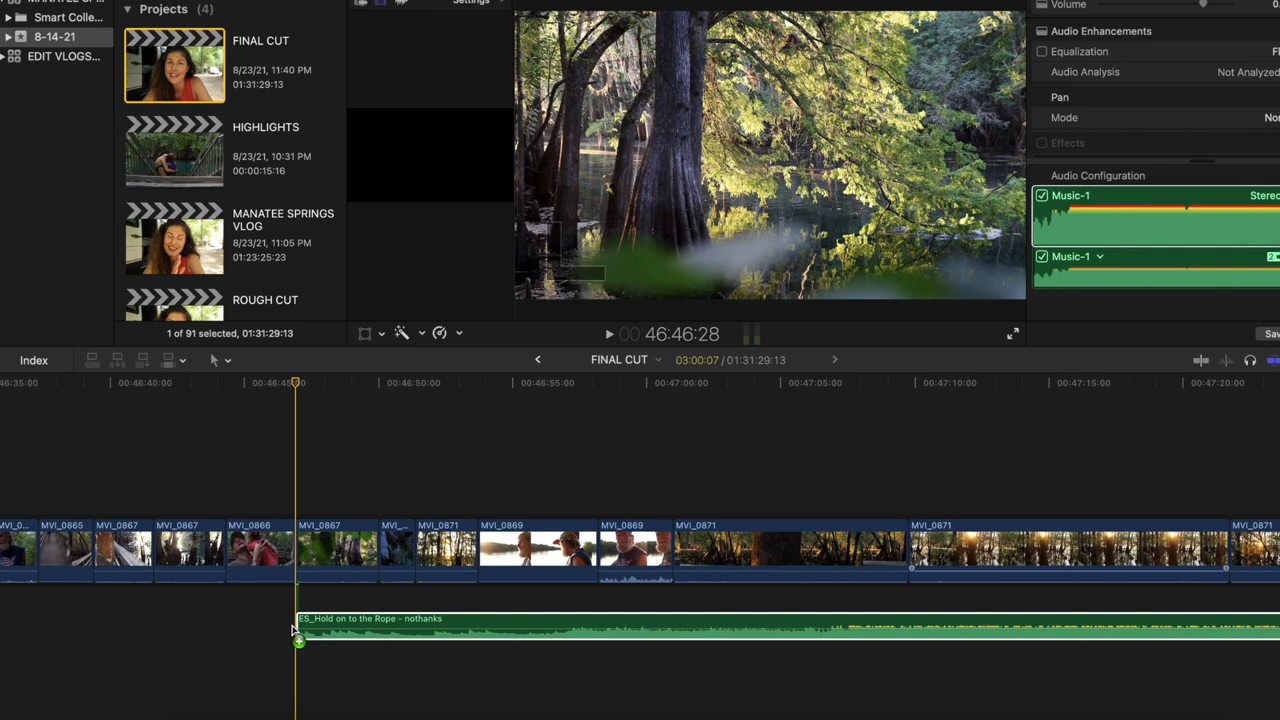 MANATEE SPRI...
Smart Colle...
8-14-21
EDIT VLOGS...
Projects (4)
FINAL CUT
8/23/21, 11:40 PM
01:31:29:13
HIGHLIGHTS
8/23/21, 10:31 PM
00:00:15:16
MANATEE SPRINGS
VLOG
8/23/21, 11:05 PM
01:23:25:23
ROUGH CUT
1 of 91 selected, 01:31:29:13
Settings
00:46:46:28
Volume
Audio Enhancements
Equalization
Audio Analysis Not Analyzed
Pan
Mode
Effects
Audio Configuration
Music-1 Stereo
Music-1 2
Index
FINAL CUT
03:00:07 / 01:31:29:13
46:35:00 00:46:40:00 00:46:45:00 00:46:50:00 00:46:55:00 00:47:00:00 00:47:05:00 00:47:10:00 00:47:15:00 00:47:20:00
MVI_0... MVI_0865 MVI_0867 MVI_0867 MVI_0866 MVI_0867 MVI_... MVI_0871 MVI_0869 MVI_0869 MVI_0871 MVI_0871 MVI_0871
ES_Hold on to the Rope - nothanks